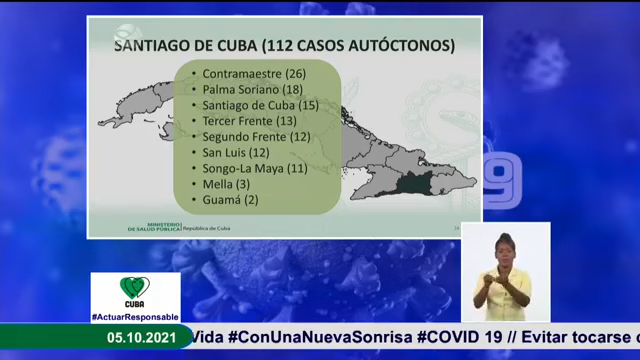 SANTIAGO DE CUBA (112 CASOS AUTÓCTONOS)
• Contramaestre (26)
• Palma Soriano (18)
• Santiago de Cuba (15)
• Tercer Frente (13)
• Segundo Frente (12)
• San Luis (12)
• Songo-La Maya (11)
• Mella (3)
• Guamá (2)
MINISTERIO
DE SALUD PÚBLICA
República de Cuba
19
CUBA
#ActuarResponsable
05.10.2021
Vida #ConUnaNuevaSonrisa #COVID 19 // Evitar tocarse